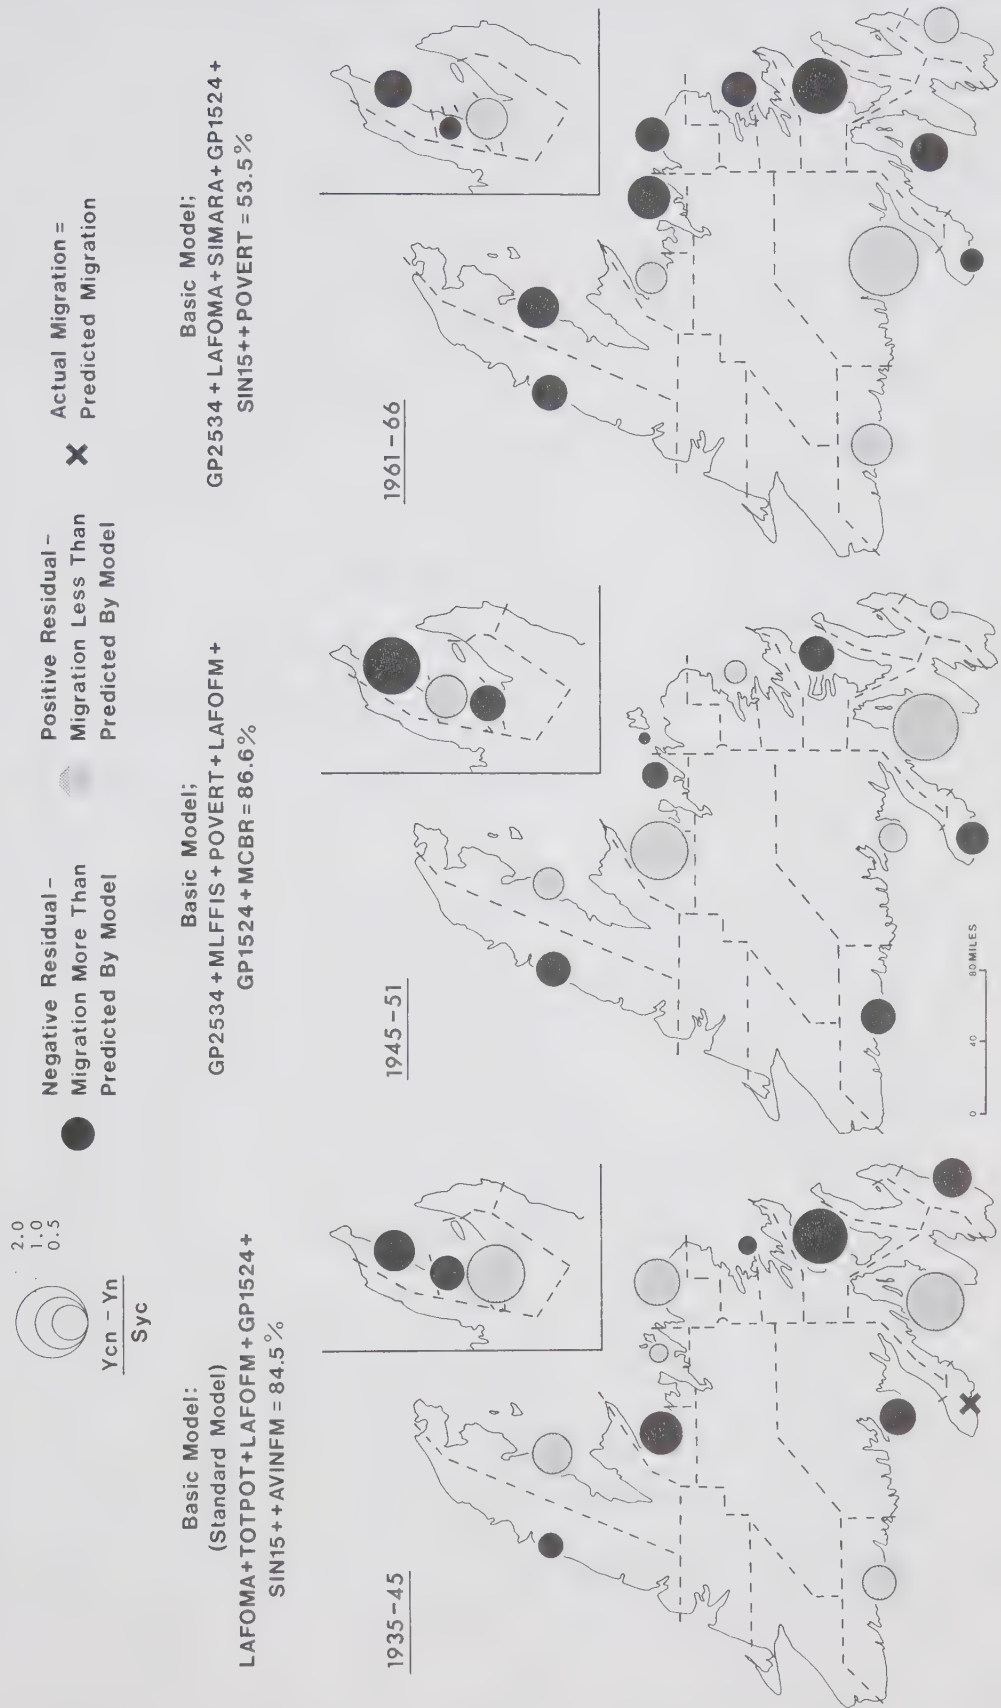 2.0
1.0
0.5
Ycn - Yn
Syc
Negative Residual -
Migration More Than
Predicted By Model
Positive Residual -
Migration Less Than
Predicted By Model
Actual Migration =
Predicted Migration
Basic Model:
(Standard Model)
LAFOMA+TOTPOT+LAFOFM+GP1524+
SIN15++AVINFM = 84.5%
1935-45
Basic Model;
GP2534+MLFFIS+POVERT+LAFOFM+
GP1524+MCBR = 86.6%
1945-51
0 40 80 MILES
Basic Model;
GP2534+LAFOMA+SIMARA+GP1524+
SIN15++POVERT = 53.5%
1961-66